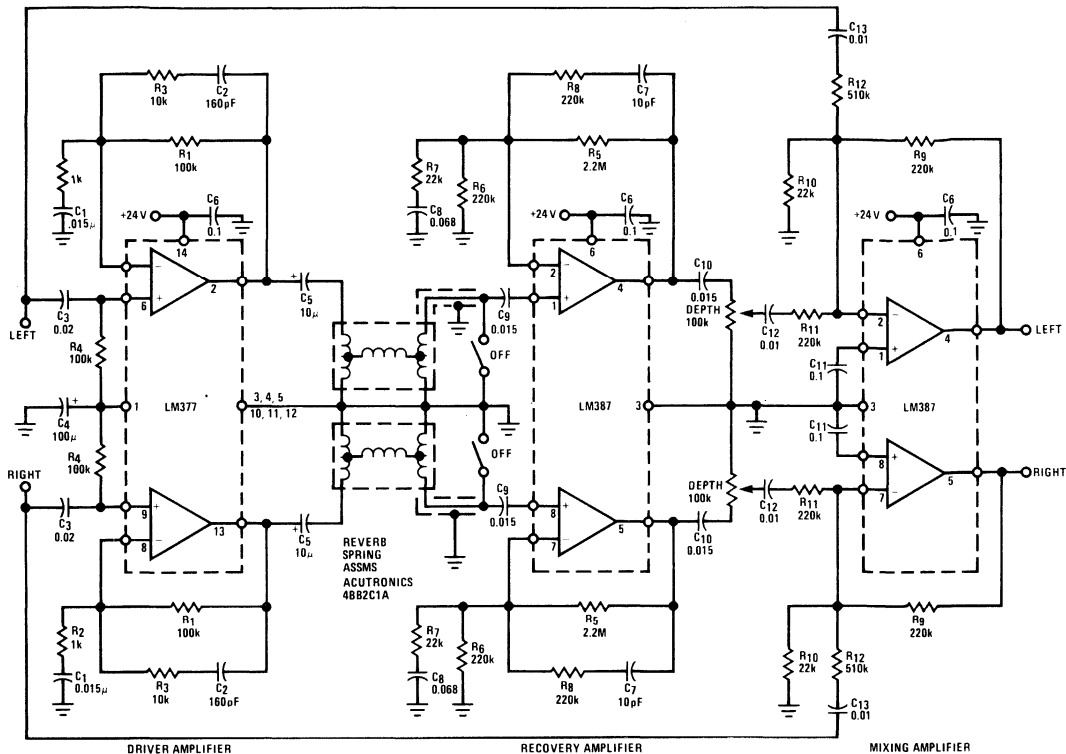 C13
0.01
R3
10k
C2
160pF
R8
220k
C7
10pF
R12
510k
R1
100k
R5
2.2M
R9
220k
1k
R7
22k
R6
220k
R10
22k
C1
.015μ
C8
0.068
+24 V
C6
0.1
+24 V
C6
0.1
+24 V
C6
0.1
14
6
6
−
+
2
6
+
C5
10μ
−
+
2
1
4
C10
0.015
DEPTH
100k
C12
0.01
R11
220k
−
+
2
1
4
LEFT
C3
0.02
LEFT
C9
0.015
OFF
R4
100k
C11
0.1
1
LM377
3, 4, 5
10, 11, 12
LM387
3
3
LM387
+
C4
100μ
C11
0.1
R4
100k
OFF
RIGHT
DEPTH
100k
C12
0.01
R11
220k
+
−
8
7
5
RIGHT
C3
0.02
+
−
9
8
13
+
C5
10μ
C9
0.015
+
−
8
7
5
C10
0.015
REVERB
SPRING
ASSMS
ACUTRONICS
4BB2C1A
R1
100k
R5
2.2M
R9
220k
R2
1k
R7
22k
R6
220k
R10
22k
R12
510k
C1
0.015μ
R3
10k
C2
160pF
C8
0.068
R8
220k
C7
10pF
C13
0.01
DRIVER AMPLIFIER
RECOVERY AMPLIFIER
MIXING AMPLIFIER